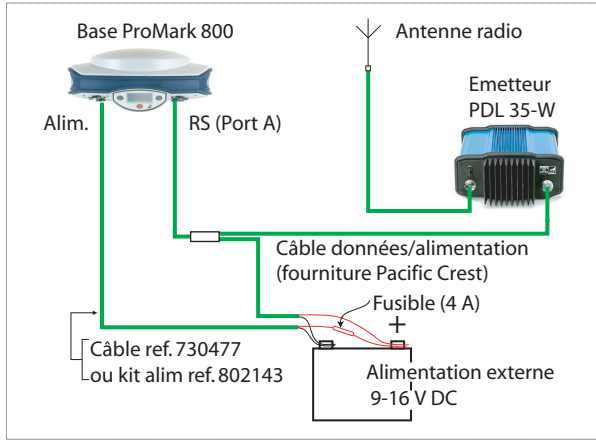 Base ProMark 800
Antenne radio
Emetteur
PDL 35-W
Alim.
RS (Port A)
Câble données/alimentation
(fourniture Pacific Crest)
Fusible (4 A)
+
Câble ref. 730477
ou kit alim ref. 802143
Alimentation externe
9-16 V DC